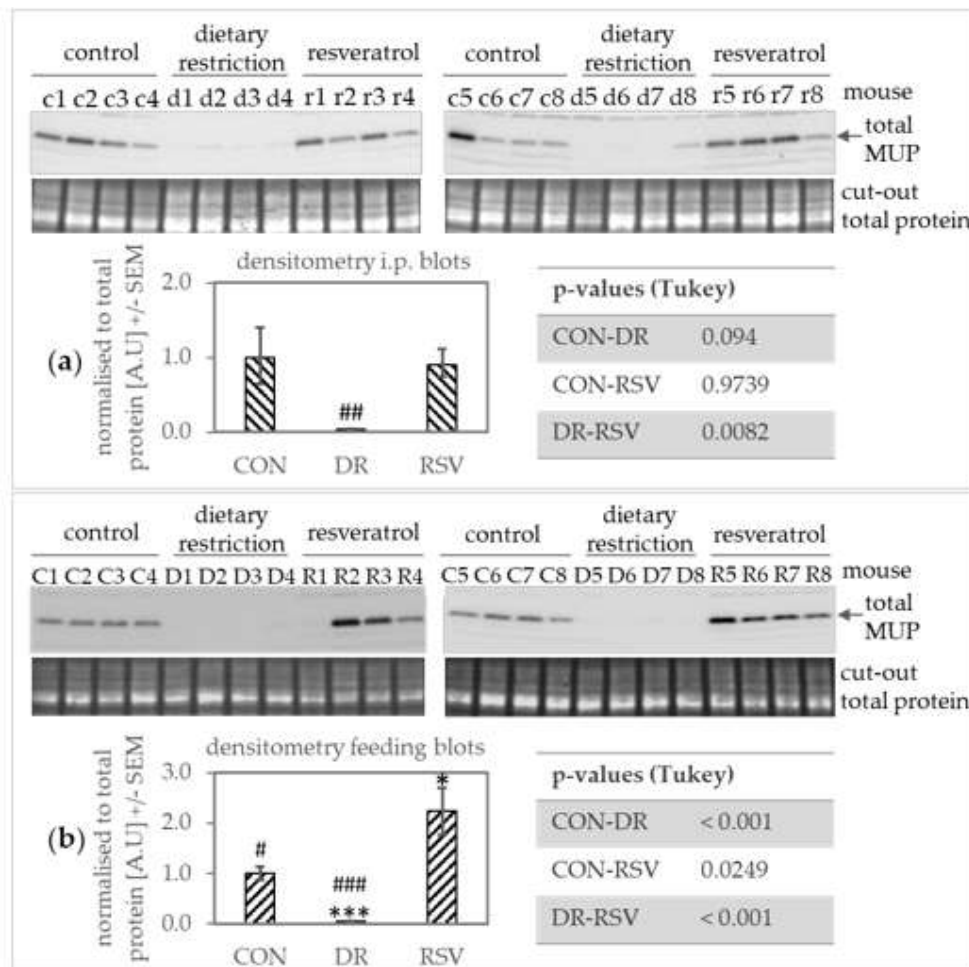 control dietary restriction resveratrol control dietary restriction resveratrol
c1 c2 c3 c4 d1 d2 d3 d4 r1 r2 r3 r4 c5 c6 c7 c8 d5 d6 d7 d8 r5 r6 r7 r8 mouse
total
MUP
cut-out
total protein
densitometry i.p. blots
normalised to total
protein [A.U] +/- SEM
2.0
1.0
0.0
##
CON DR RSV
(a)
p-values (Tukey)
CON-DR 0.094
CON-RSV 0.9739
DR-RSV 0.0082
control dietary restriction resveratrol control dietary restriction resveratrol
C1 C2 C3 C4 D1 D2 D3 D4 R1 R2 R3 R4 C5 C6 C7 C8 D5 D6 D7 D8 R5 R6 R7 R8 mouse
total
MUP
cut-out
total protein
densitometry feeding blots
normalised to total
protein [A.U] +/- SEM
3.0
2.0
1.0
0.0
#
###
***
*
CON DR RSV
(b)
p-values (Tukey)
CON-DR < 0.001
CON-RSV 0.0249
DR-RSV < 0.001